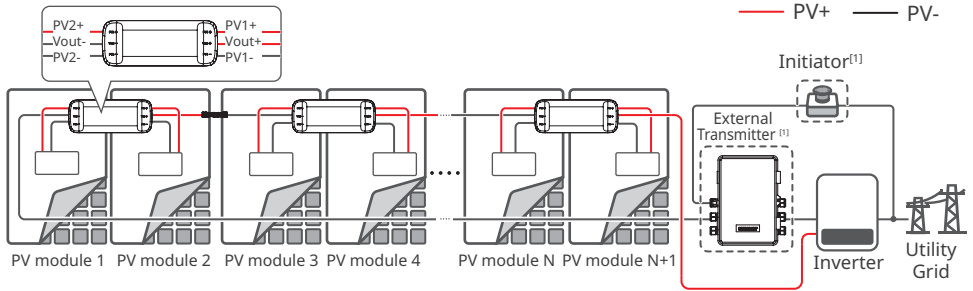 PV2+
Vout-
PV2-
PV1+
Vout+
PV1-
PV+
PV-
Initiator[1]
External
Transmitter [1]
PV module 1
PV module 2
PV module 3
PV module 4
PV module N
PV module N+1
Inverter
Utility
Grid